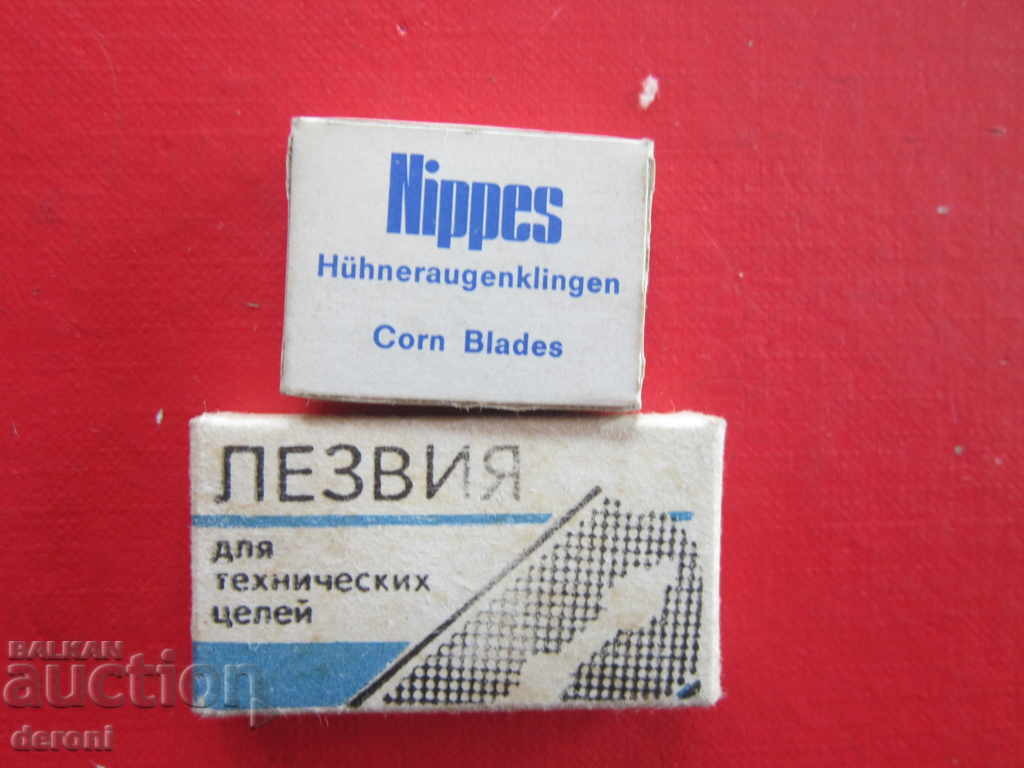 Nippes
Hühneraugenklingen
Corn Blades
ЛЕЗВИЯ
для
технических
целей
BALKAN
auction
deroni